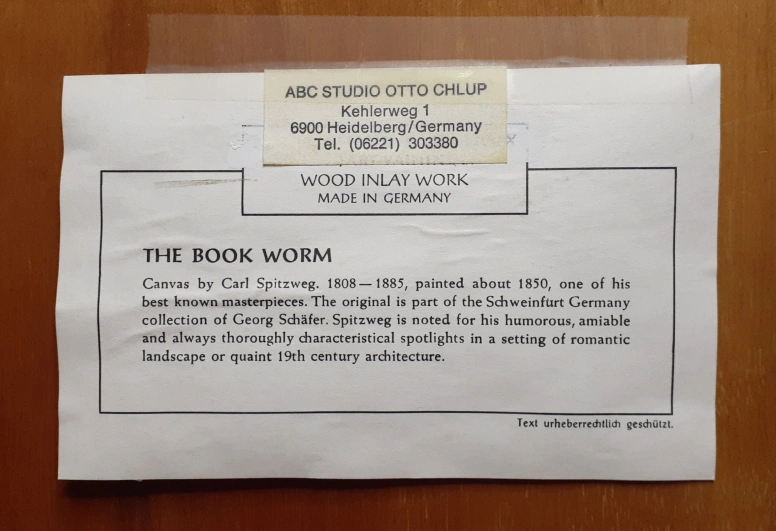 ABC STUDIO OTTO CHLUP
Kehlerweg 1
6900 Heidelberg/Germany
Tel. (06221) 303380
WOOD INLAY WORK
MADE IN GERMANY
THE BOOK WORM
Canvas by Carl Spitzweg. 1808—1885, painted about 1850, one of his
best known masterpieces. The original is part of the Schweinfurt Germany
collection of Georg Schäfer. Spitzweg is noted for his humorous, amiable
and always thoroughly characteristical spotlights in a setting of romantic
landscape or quaint 19th century architecture.
Text urheberrechtlich geschützt.